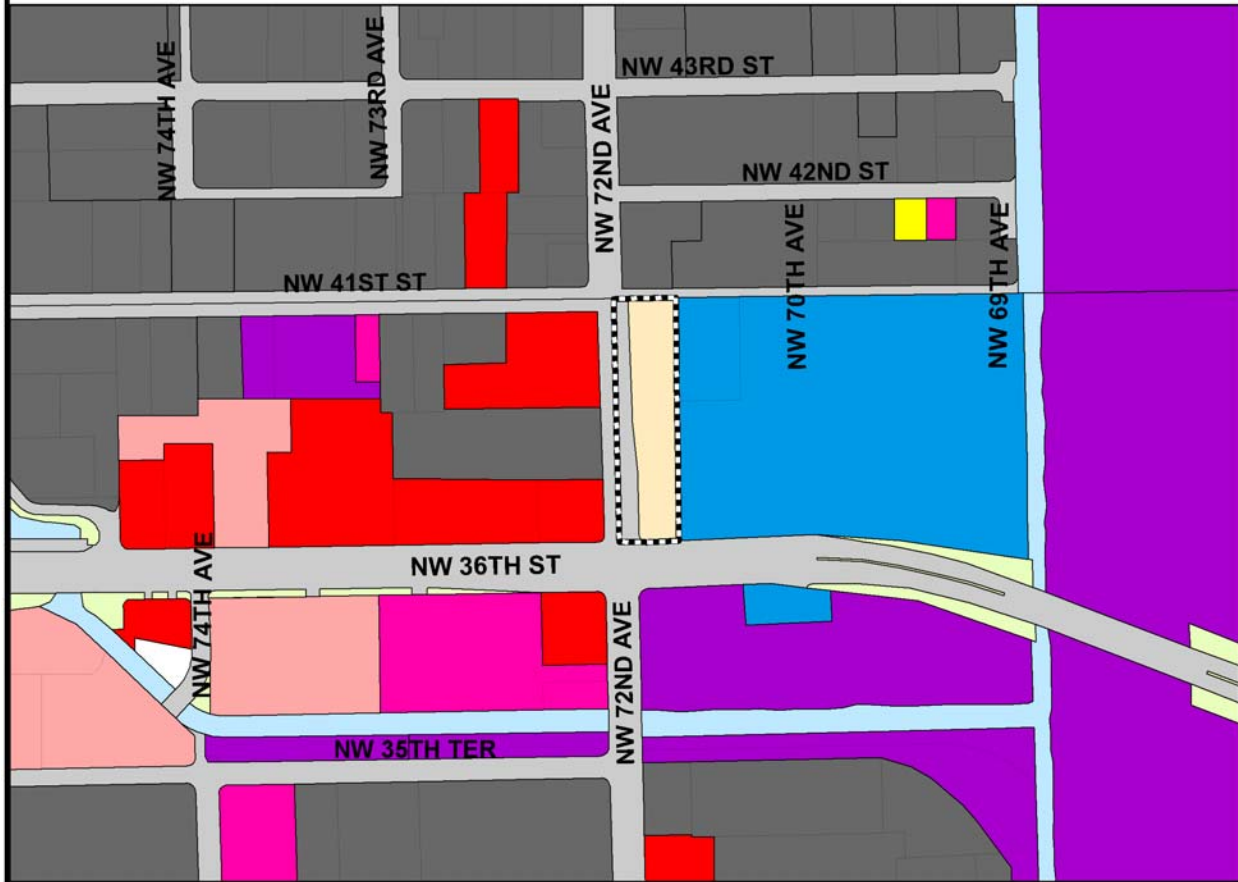 NW 43RD ST
NW 74TH AVE
NW 73RD AVE
NW 72ND AVE
NW 42ND ST
NW 70TH AVE
NW 69TH AVE
NW 41ST ST
NW 36TH ST
NW 74TH AVE
NW 72ND AVE
NW 35TH TER